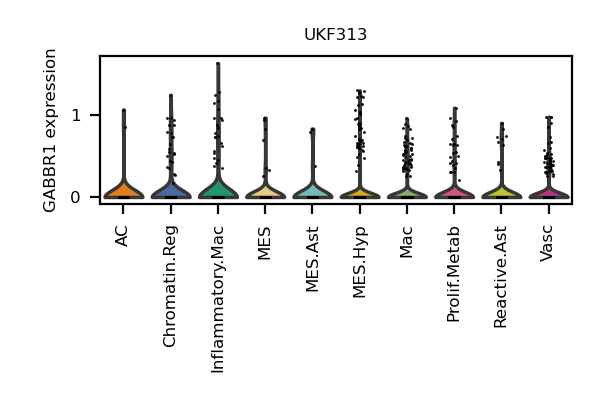 UKF313
GABBR1 expression
1
0
AC
Chromatin.Reg
Inflammatory.Mac
MES
MES.Ast
MES.Hyp
Mac
Prolif.Metab
Reactive.Ast
Vasc